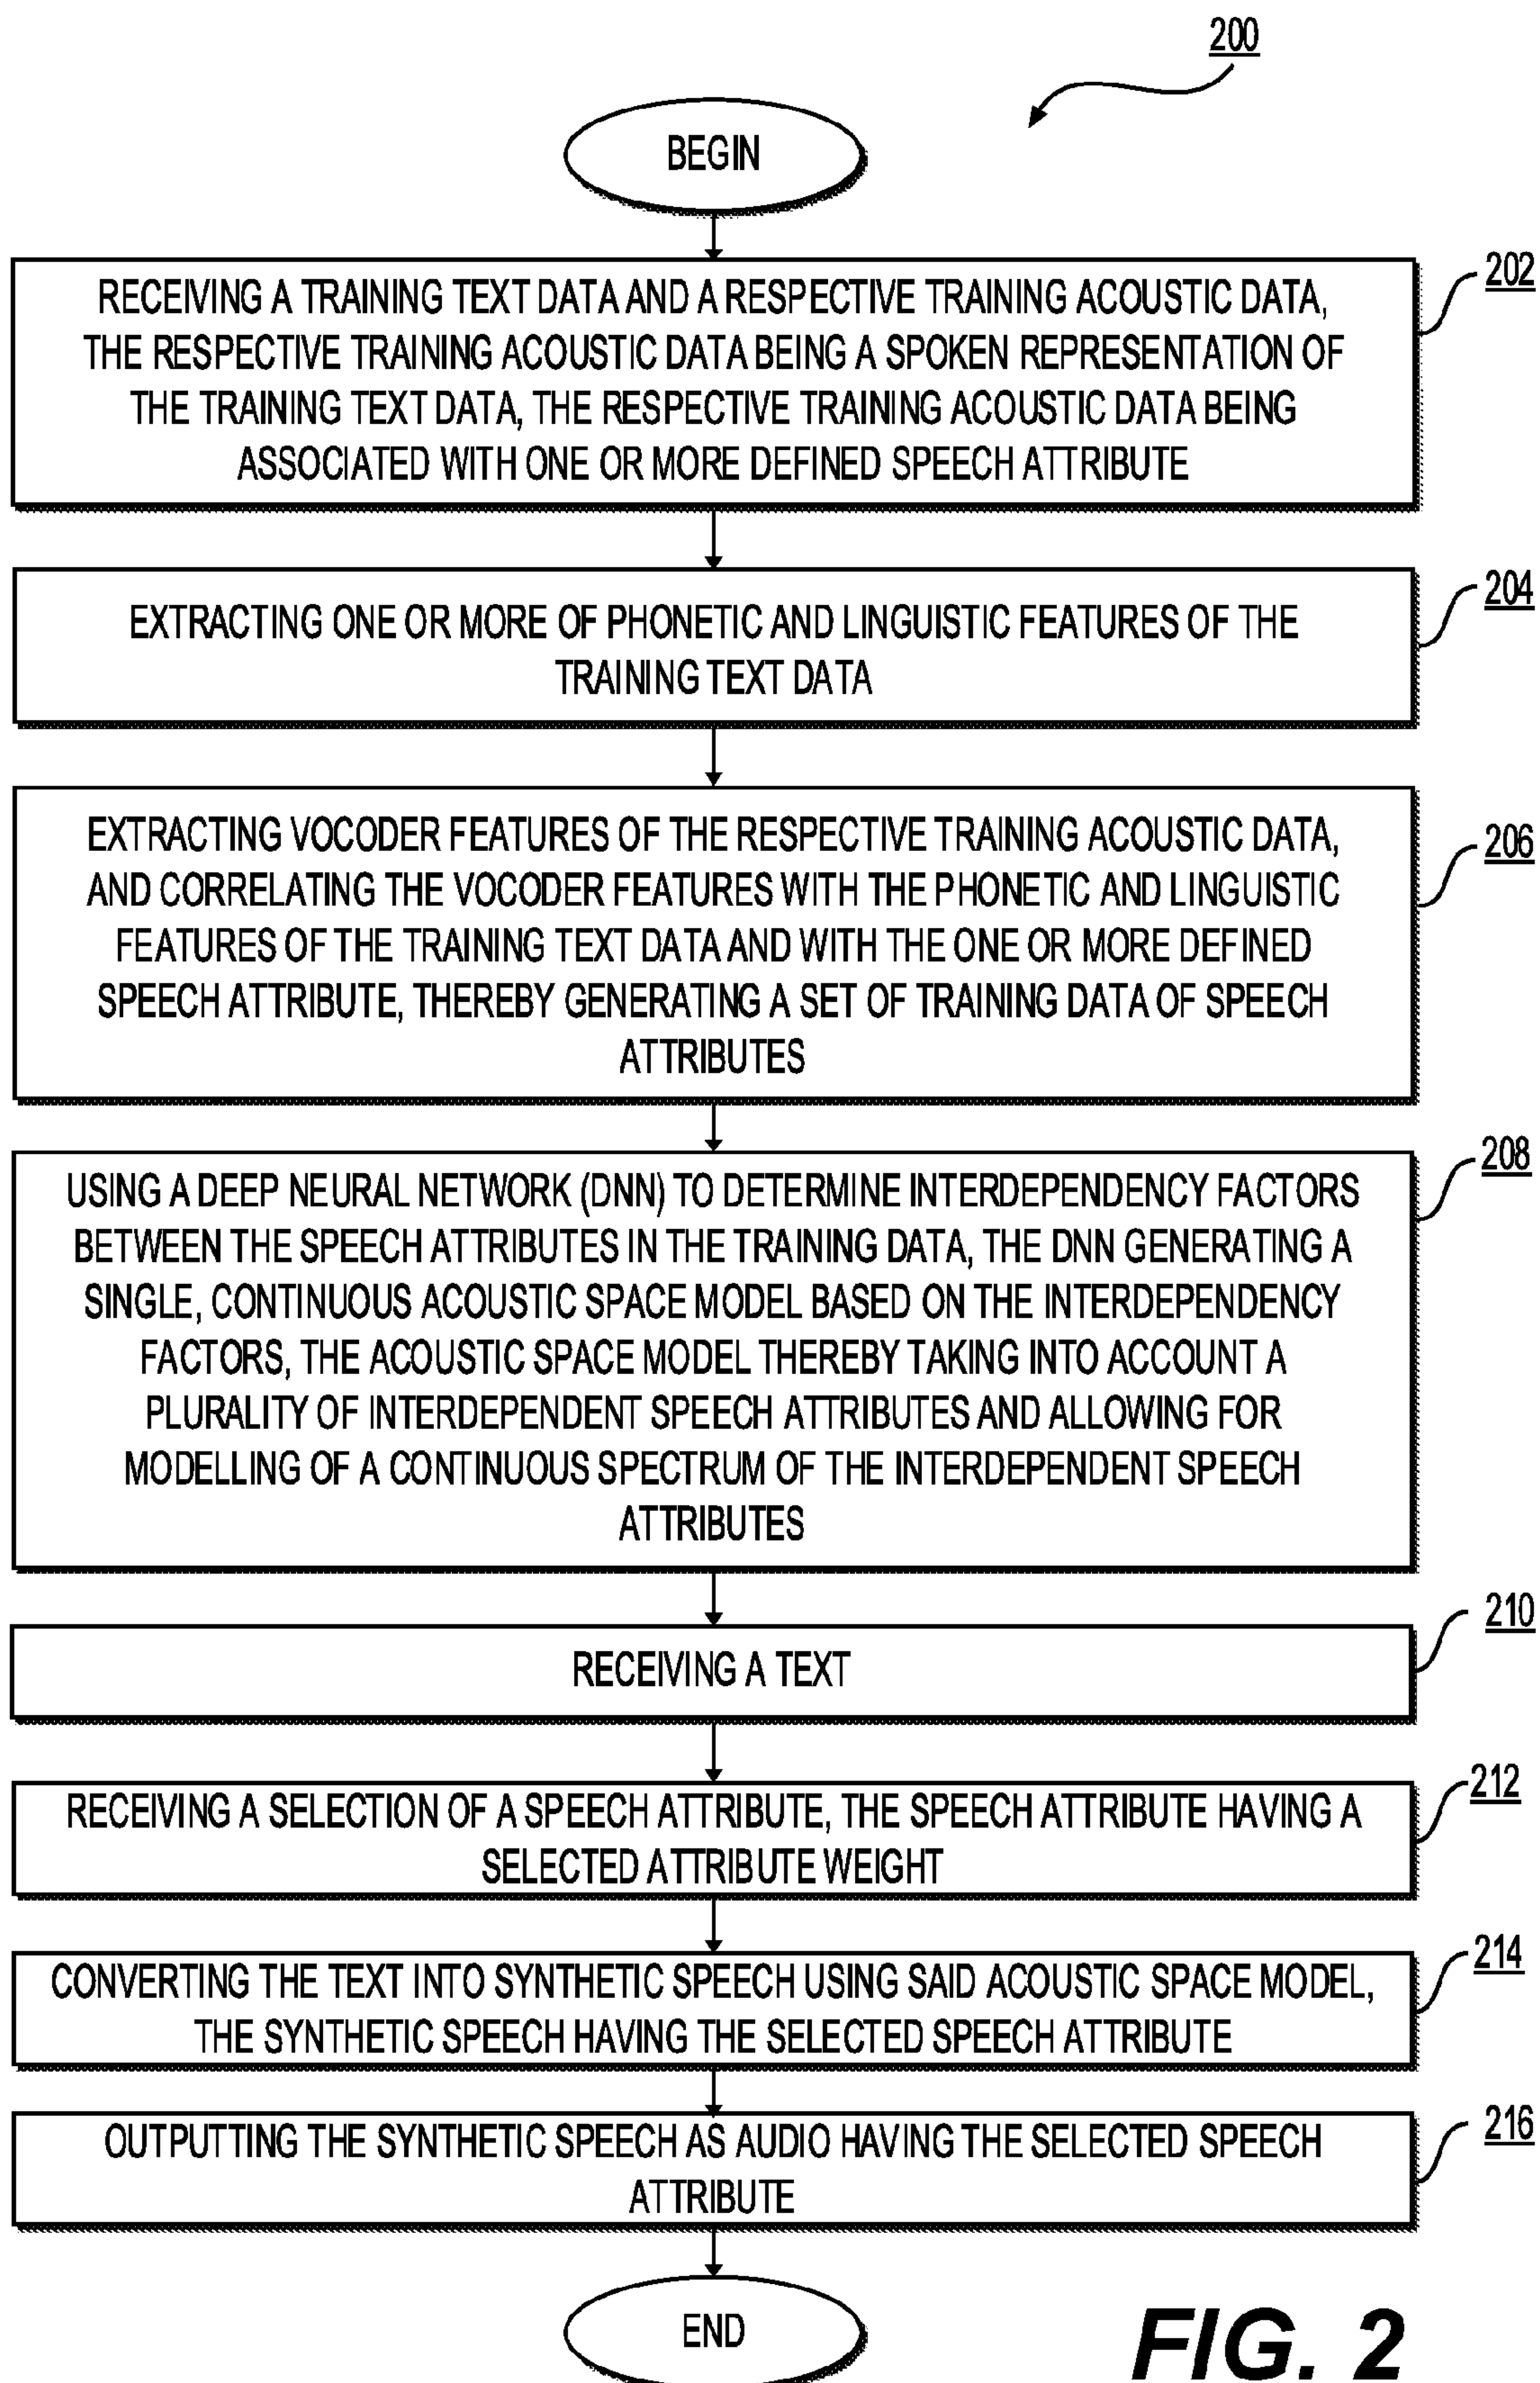 200
BEGIN
202
RECEIVING A TRAINING TEXT DATA AND A RESPECTIVE TRAINING ACOUSTIC DATA,
THE RESPECTIVE TRAINING ACOUSTIC DATA BEING A SPOKEN REPRESENTATION OF
THE TRAINING TEXT DATA, THE RESPECTIVE TRAINING ACOUSTIC DATA BEING
ASSOCIATED WITH ONE OR MORE DEFINED SPEECH ATTRIBUTE
204
EXTRACTING ONE OR MORE OF PHONETIC AND LINGUISTIC FEATURES OF THE
TRAINING TEXT DATA
206
EXTRACTING VOCODER FEATURES OF THE RESPECTIVE TRAINING ACOUSTIC DATA,
AND CORRELATING THE VOCODER FEATURES WITH THE PHONETIC AND LINGUISTIC
FEATURES OF THE TRAINING TEXT DATA AND WITH THE ONE OR MORE DEFINED
SPEECH ATTRIBUTE, THEREBY GENERATING A SET OF TRAINING DATA OF SPEECH
ATTRIBUTES
208
USING A DEEP NEURAL NETWORK (DNN) TO DETERMINE INTERDEPENDENCY FACTORS
BETWEEN THE SPEECH ATTRIBUTES IN THE TRAINING DATA, THE DNN GENERATING A
SINGLE, CONTINUOUS ACOUSTIC SPACE MODEL BASED ON THE INTERDEPENDENCY
FACTORS, THE ACOUSTIC SPACE MODEL THEREBY TAKING INTO ACCOUNT A
PLURALITY OF INTERDEPENDENT SPEECH ATTRIBUTES AND ALLOWING FOR
MODELLING OF A CONTINUOUS SPECTRUM OF THE INTERDEPENDENT SPEECH
ATTRIBUTES
210
RECEIVING A TEXT
212
RECEIVING A SELECTION OF A SPEECH ATTRIBUTE, THE SPEECH ATTRIBUTE HAVING A
SELECTED ATTRIBUTE WEIGHT
214
CONVERTING THE TEXT INTO SYNTHETIC SPEECH USING SAID ACOUSTIC SPACE MODEL,
THE SYNTHETIC SPEECH HAVING THE SELECTED SPEECH ATTRIBUTE
216
OUTPUTTING THE SYNTHETIC SPEECH AS AUDIO HAVING THE SELECTED SPEECH
ATTRIBUTE
END
FIG. 2